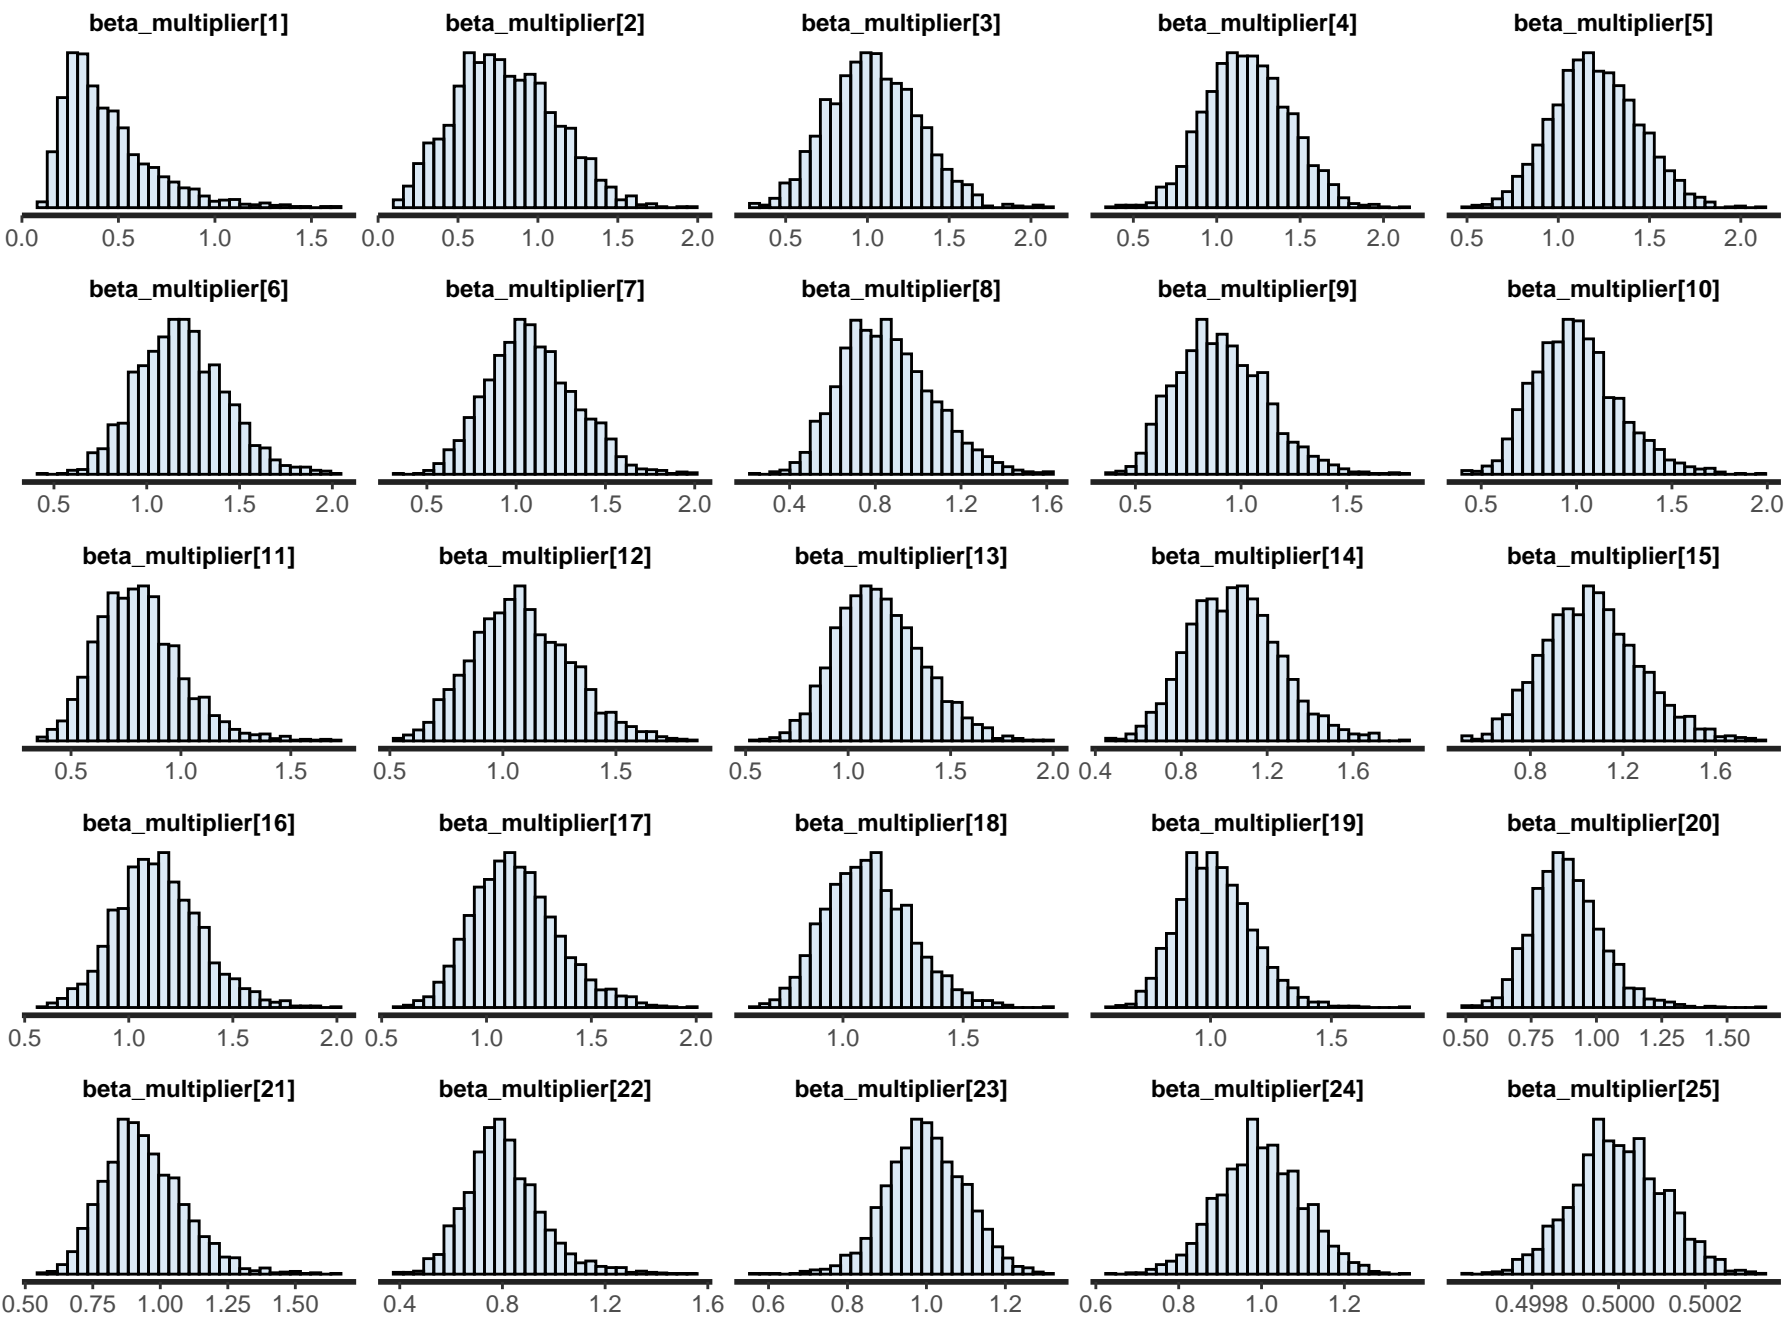 beta_multiplier[1] beta_multiplier[2] beta_multiplier[3] beta_multiplier[4] beta_multiplier[5]
0.0 0.5 1.0 1.5 0.0 0.5 1.0 1.5 2.0 0.5 1.0 1.5 2.0 0.5 1.0 1.5 2.0 0.5 1.0 1.5 2.0
beta_multiplier[6] beta_multiplier[7] beta_multiplier[8] beta_multiplier[9] beta_multiplier[10]
0.5 1.0 1.5 2.0 0.5 1.0 1.5 2.0 0.4 0.8 1.2 1.6 0.5 1.0 1.5 0.5 1.0 1.5 2.0
beta_multiplier[11] beta_multiplier[12] beta_multiplier[13] beta_multiplier[14] beta_multiplier[15]
0.5 1.0 1.5 0.5 1.0 1.5 0.5 1.0 1.5 2.0 0.4 0.8 1.2 1.6 0.8 1.2 1.6
beta_multiplier[16] beta_multiplier[17] beta_multiplier[18] beta_multiplier[19] beta_multiplier[20]
0.5 1.0 1.5 2.0 0.5 1.0 1.5 2.0 1.0 1.5 1.0 1.5 0.50 0.75 1.00 1.25 1.50
beta_multiplier[21] beta_multiplier[22] beta_multiplier[23] beta_multiplier[24] beta_multiplier[25]
0.50 0.75 1.00 1.25 1.50 0.4 0.8 1.2 1.6 0.6 0.8 1.0 1.2 0.6 0.8 1.0 1.2 0.4998 0.5000 0.5002